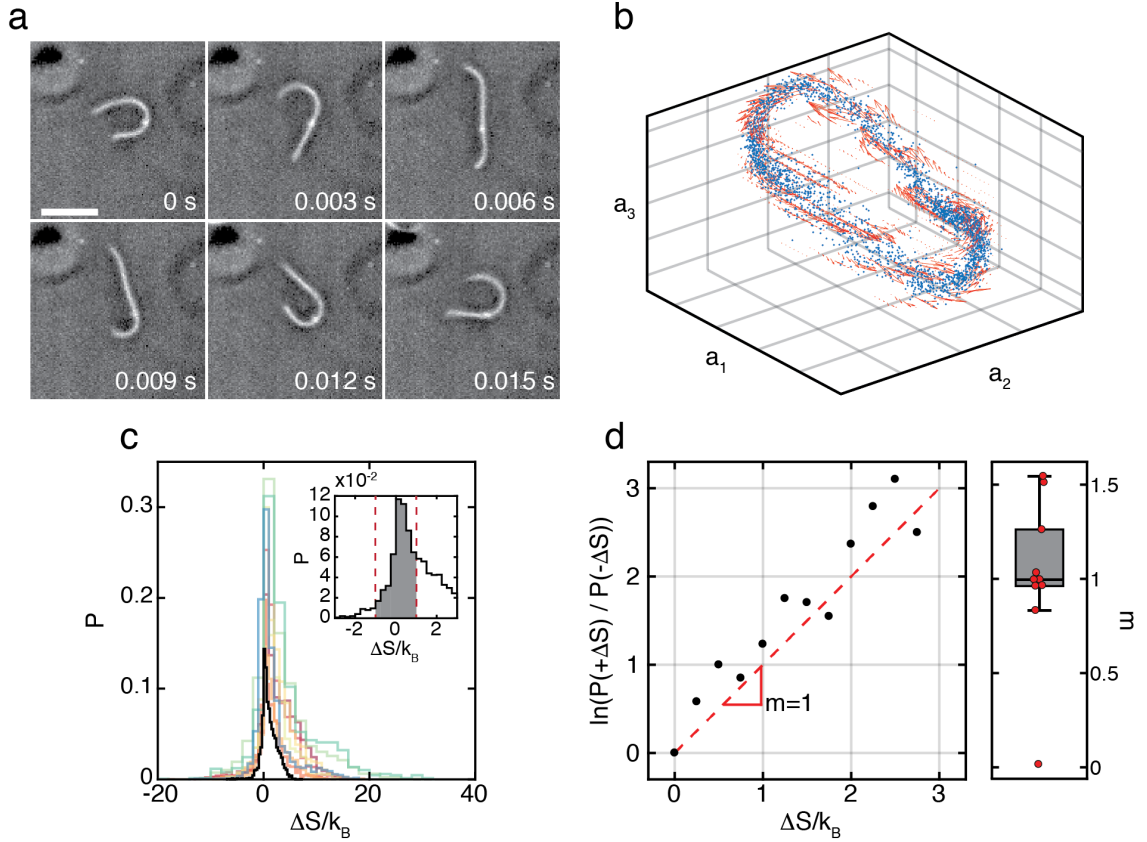 a
0 s
0.003 s
0.006 s
0.009 s
0.012 s
0.015 s
b
a3
a1
a2
c
P
0.3
0.2
0.1
0
-20
0
20
40
ΔS/kB
x10-2
12
10
8
6
4
2
0
P
-2
0
2
ΔS/kB
d
ln(P(+ΔS) / P(-ΔS))
3
2
1
0
0
1
2
3
ΔS/kB
m=1
1.5
1
0.5
0
m